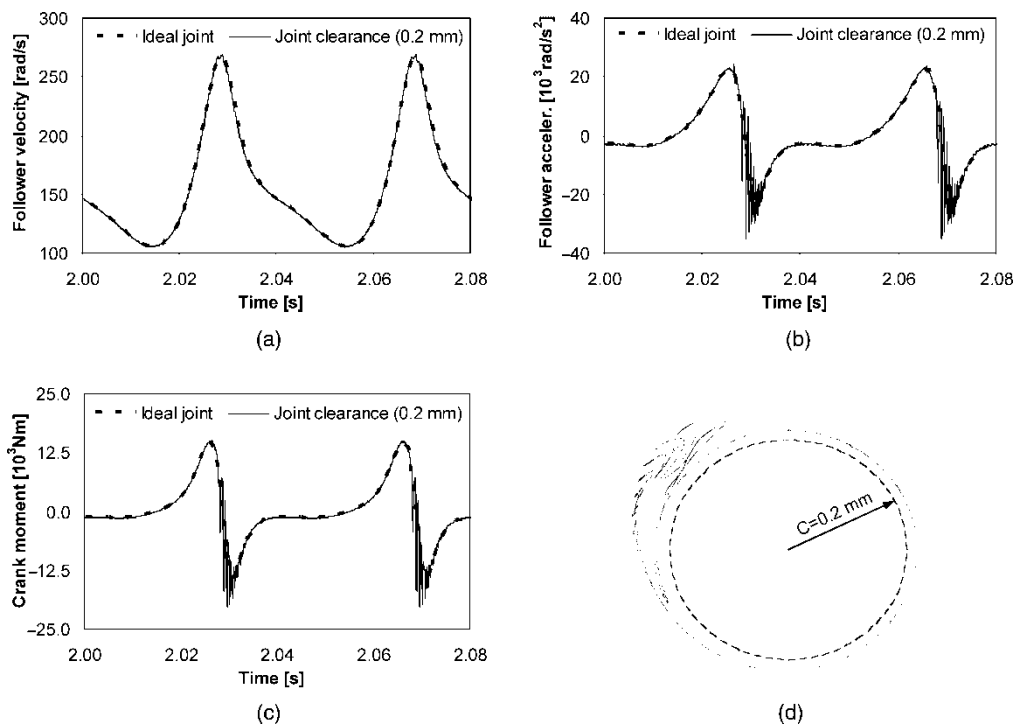 300
250
200
150
100
Follower velocity [rad/s]
Ideal joint
Joint clearance (0.2 mm)
2.00 2.02 2.04 2.06 2.08
Time [s]
(a)
40
20
0
−20
−40
Follower acceler. [10³rad/s²]
Ideal joint
Joint clearance (0.2 mm)
2.00 2.02 2.04 2.06 2.08
Time [s]
(b)
25.0
12.5
0.0
−12.5
−25.0
Crank moment [10³Nm]
Ideal joint
Joint clearance (0.2 mm)
2.00 2.02 2.04 2.06 2.08
Time [s]
(c)
C=0.2 mm
(d)